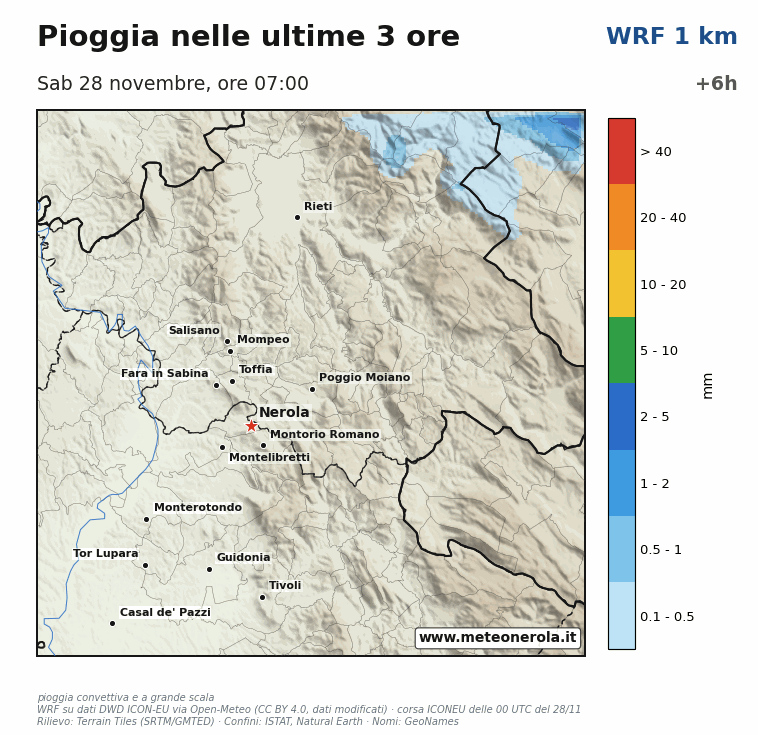 Pioggia nelle ultime 3 ore
WRF 1 km
Sab 28 novembre, ore 07:00
+6h
Rieti
Salisano
Mompeo
Toffia
Fara in Sabina
Poggio Moiano
Nerola
Montorio Romano
Montelibretti
Monterotondo
Tor Lupara
Guidonia
Tivoli
Casal de' Pazzi
www.meteonerola.it
> 40
20 - 40
10 - 20
5 - 10
2 - 5
1 - 2
0.5 - 1
0.1 - 0.5
mm
pioggia convettiva e a grande scala
WRF su dati DWD ICON-EU via Open-Meteo (CC BY 4.0, dati modificati) · corsa ICONEU delle 00 UTC del 28/11
Rilievo: Terrain Tiles (SRTM/GMTED) · Confini: ISTAT, Natural Earth · Nomi: GeoNames